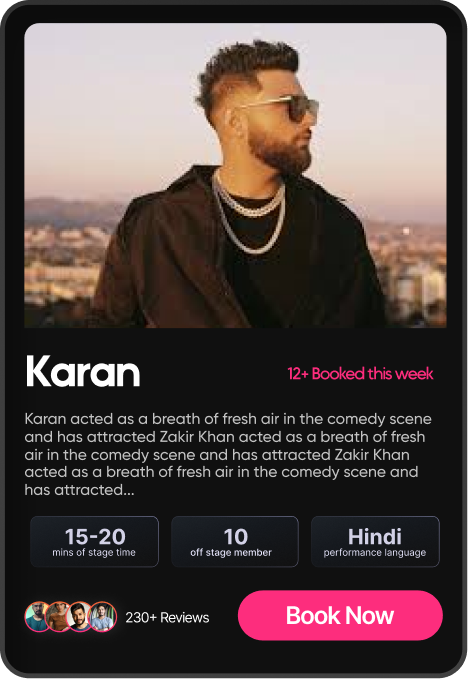 Karan
12+ Booked this week
Karan acted as a breath of fresh air in the comedy scene
and has attracted Zakir Khan acted as a breath of fresh
air in the comedy scene and has attracted Zakir Khan
acted as a breath of fresh air in the comedy scene and
has attracted...
15-20
mins of stage time
10
off stage member
Hindi
performance language
230+ Reviews
Book Now